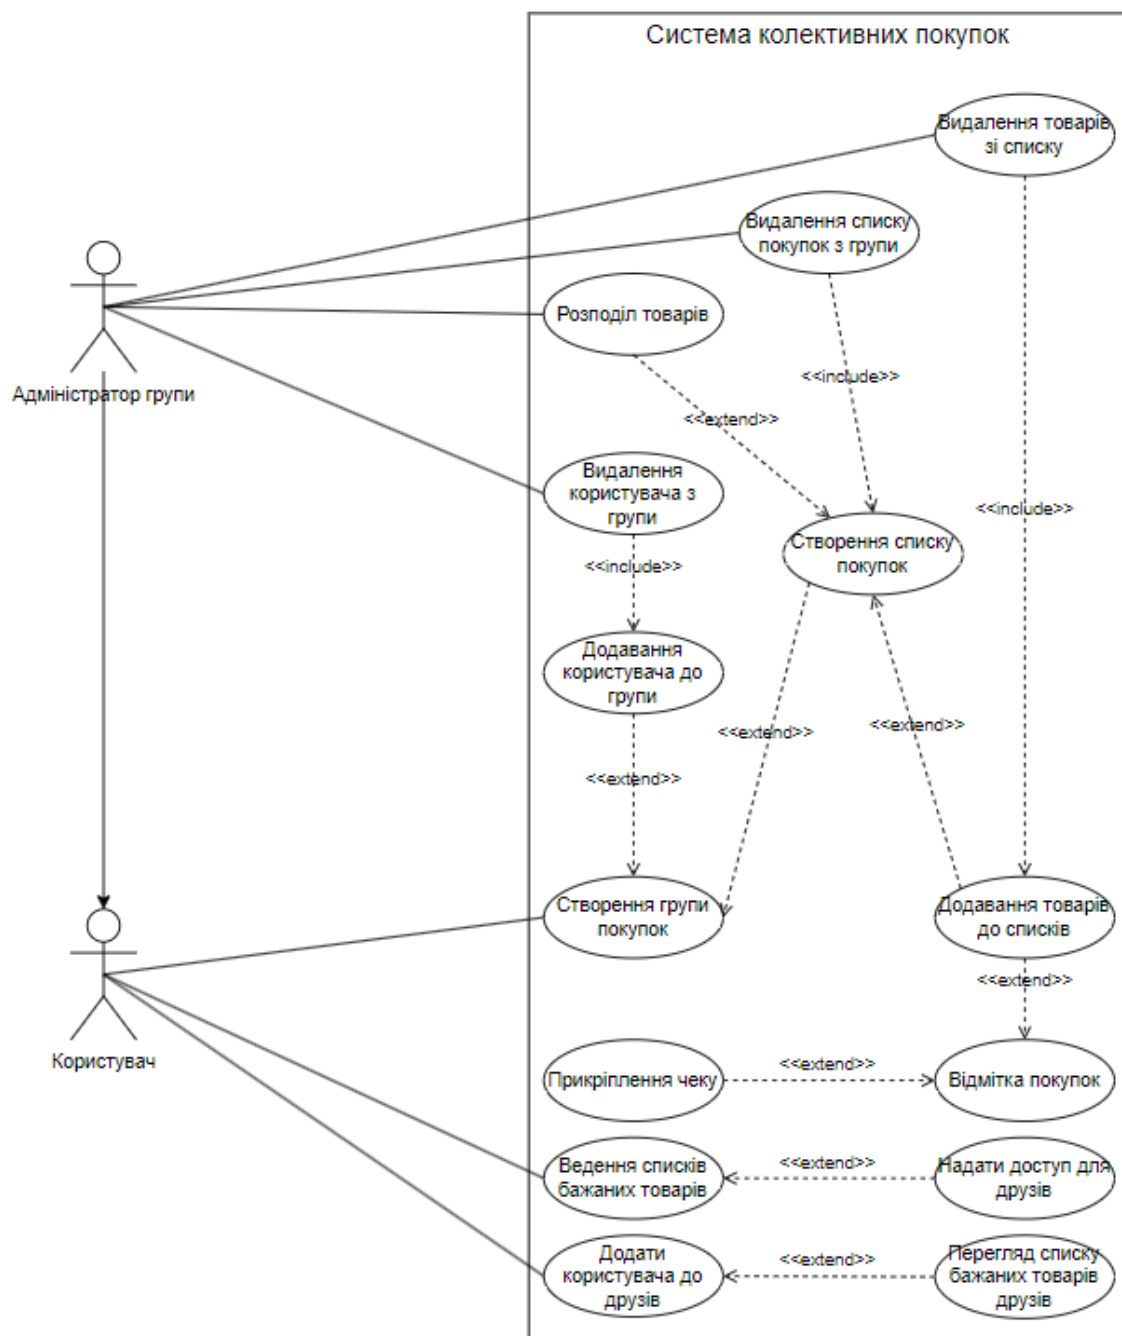 Система колективних покупок
Видалення товарів
зі списку
Видалення списку
покупок з групи
Розподіл товарів
<<include>>
Адміністратор групи
<<extend>>
Видалення
користувача з
групи
<<include>>
Створення списку
покупок
<<include>>
Додавання
користувача до
групи
<<extend>>
<<extend>>
<<extend>>
Створення групи
покупок
Додавання товарів
до списків
<<extend>>
Користувач
Прикріплення чеку
<<extend>>
Відмітка покупок
Ведення списків
бажаних товарів
<<extend>>
Надати доступ для
друзів
Додати
користувача до
друзів
<<extend>>
Перегляд списку
бажаних товарів
друзів